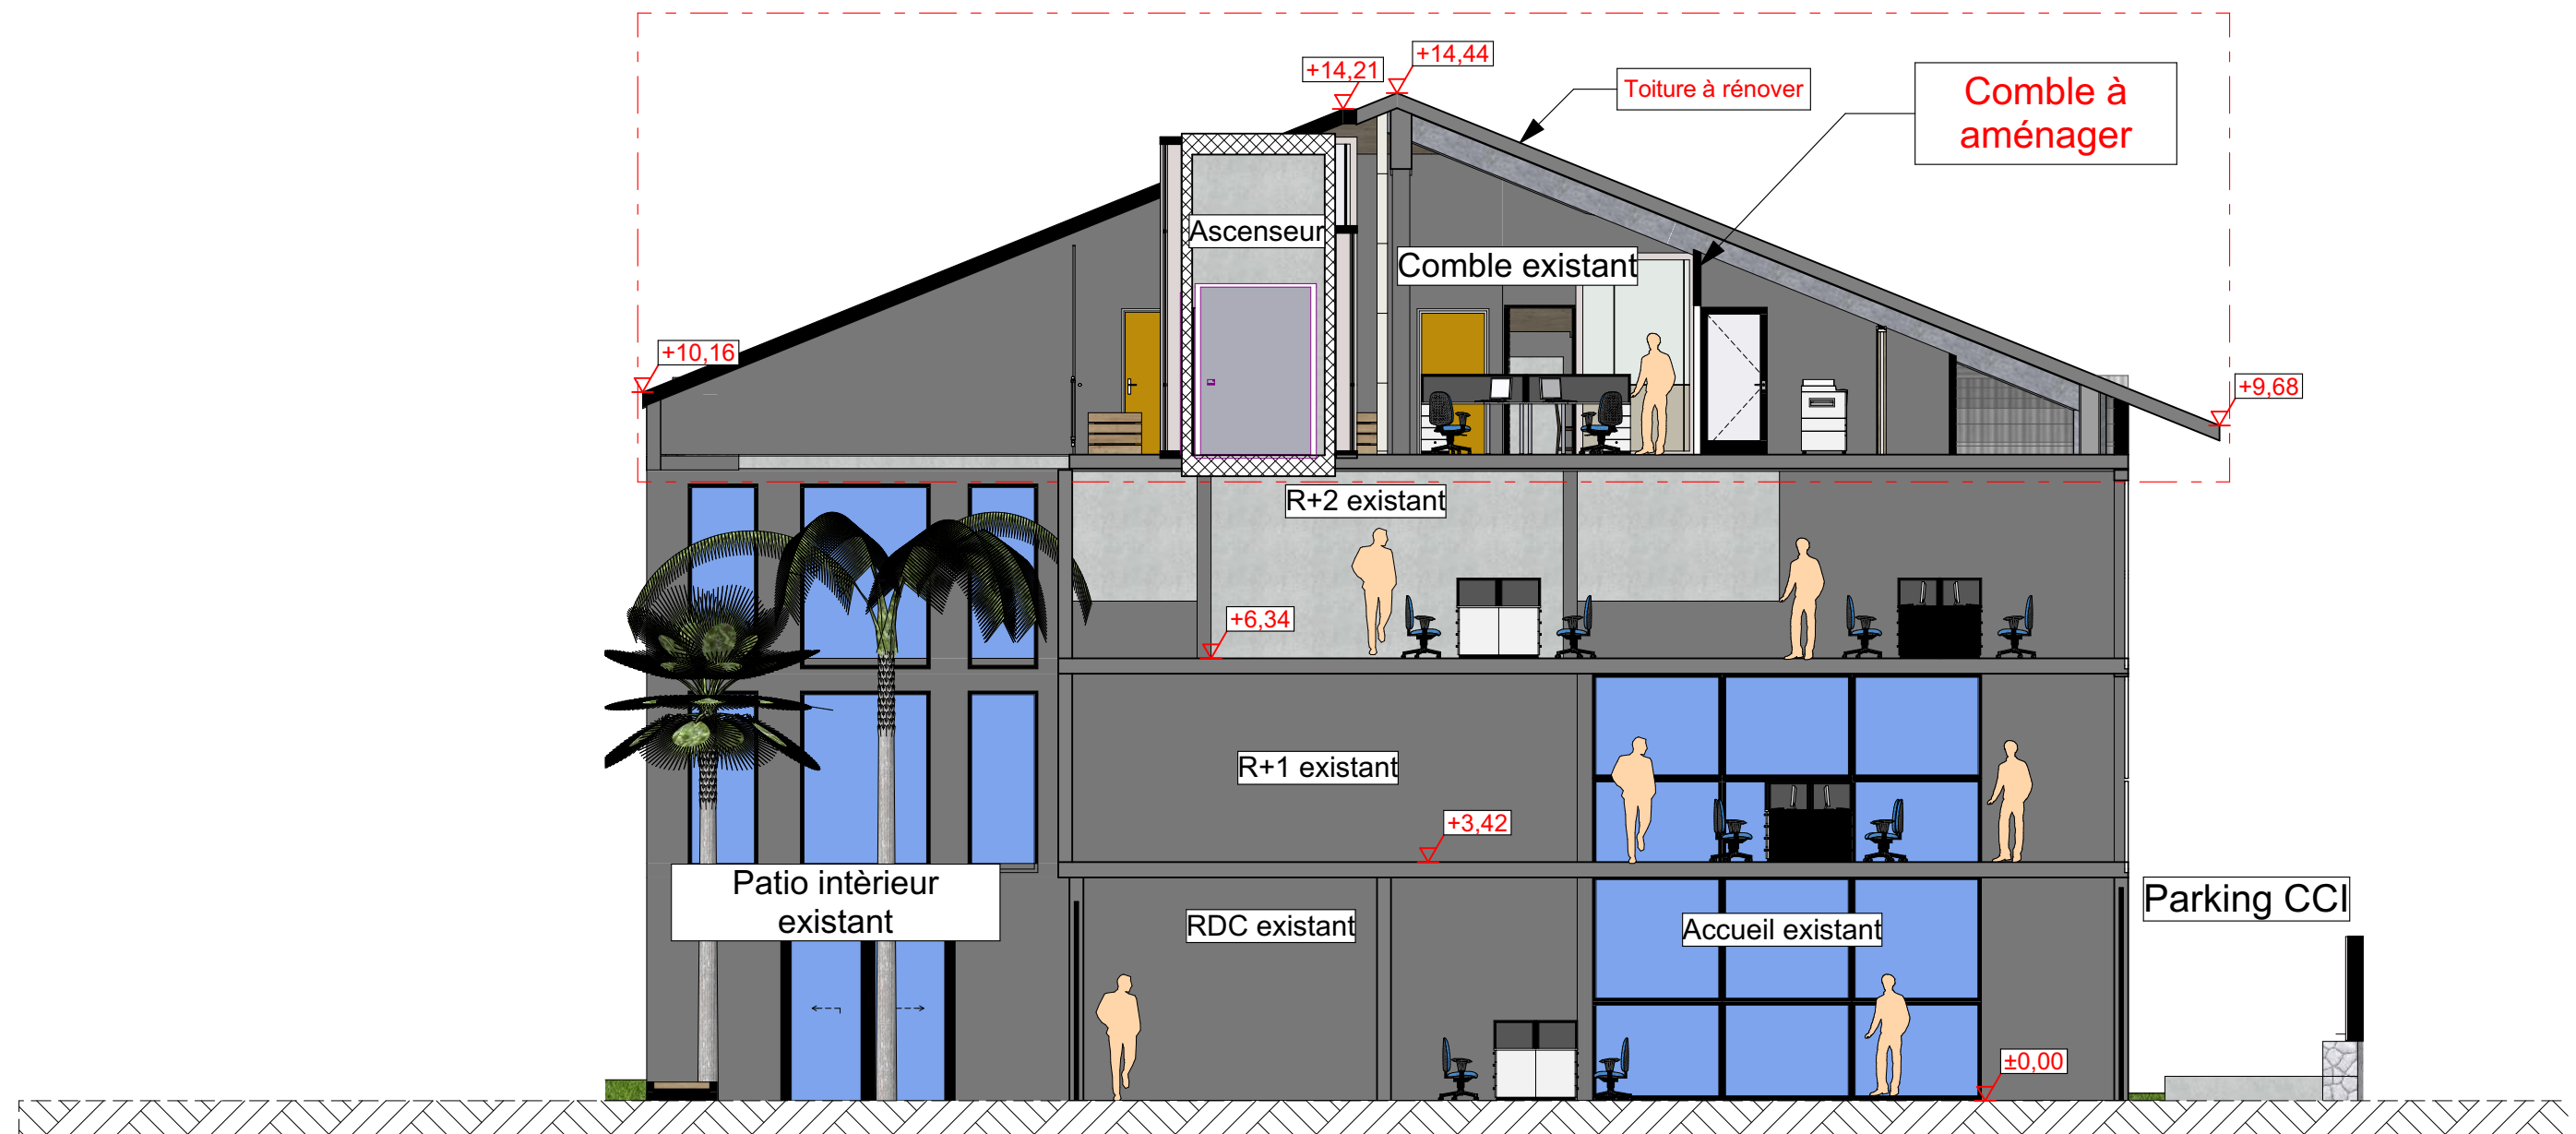 +14,44
+14,21
Toiture à rénover
Comble à
aménager
Ascenseur
Comble existant
+10,16
+9,68
R+2 existant
+6,34
R+1 existant
+3,42
Patio intèrieur
existant
Parking CCI
RDC existant
Accueil existant
±0,00